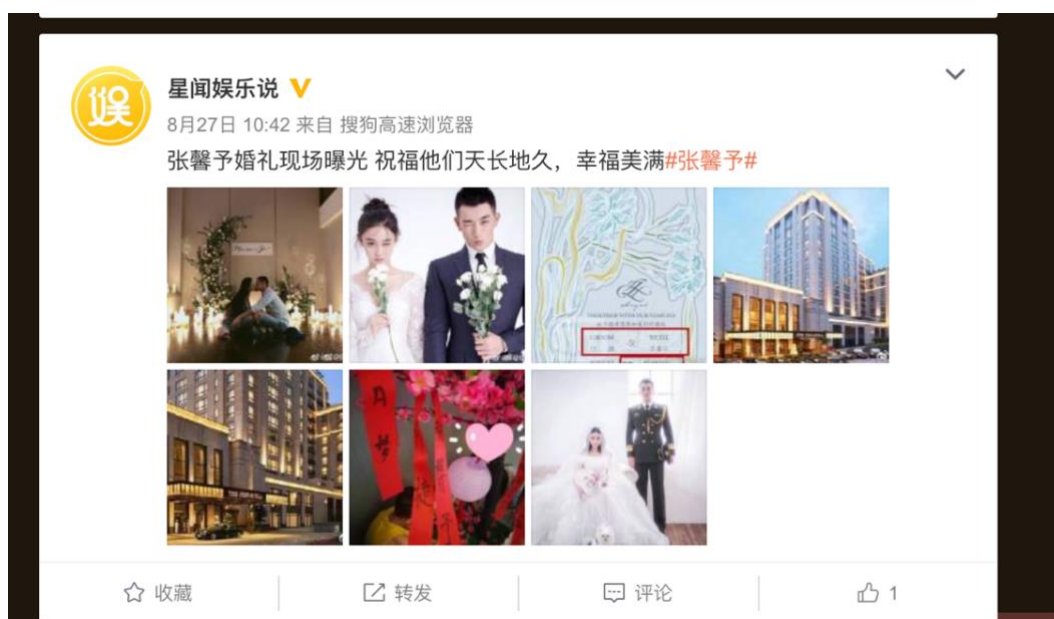 娱
星闻娱乐说
8月27日 10:42 来自 搜狗高速浏览器
张馨予婚礼现场曝光 祝福他们天长地久，幸福美满#张馨予#
收藏
转发
评论
1